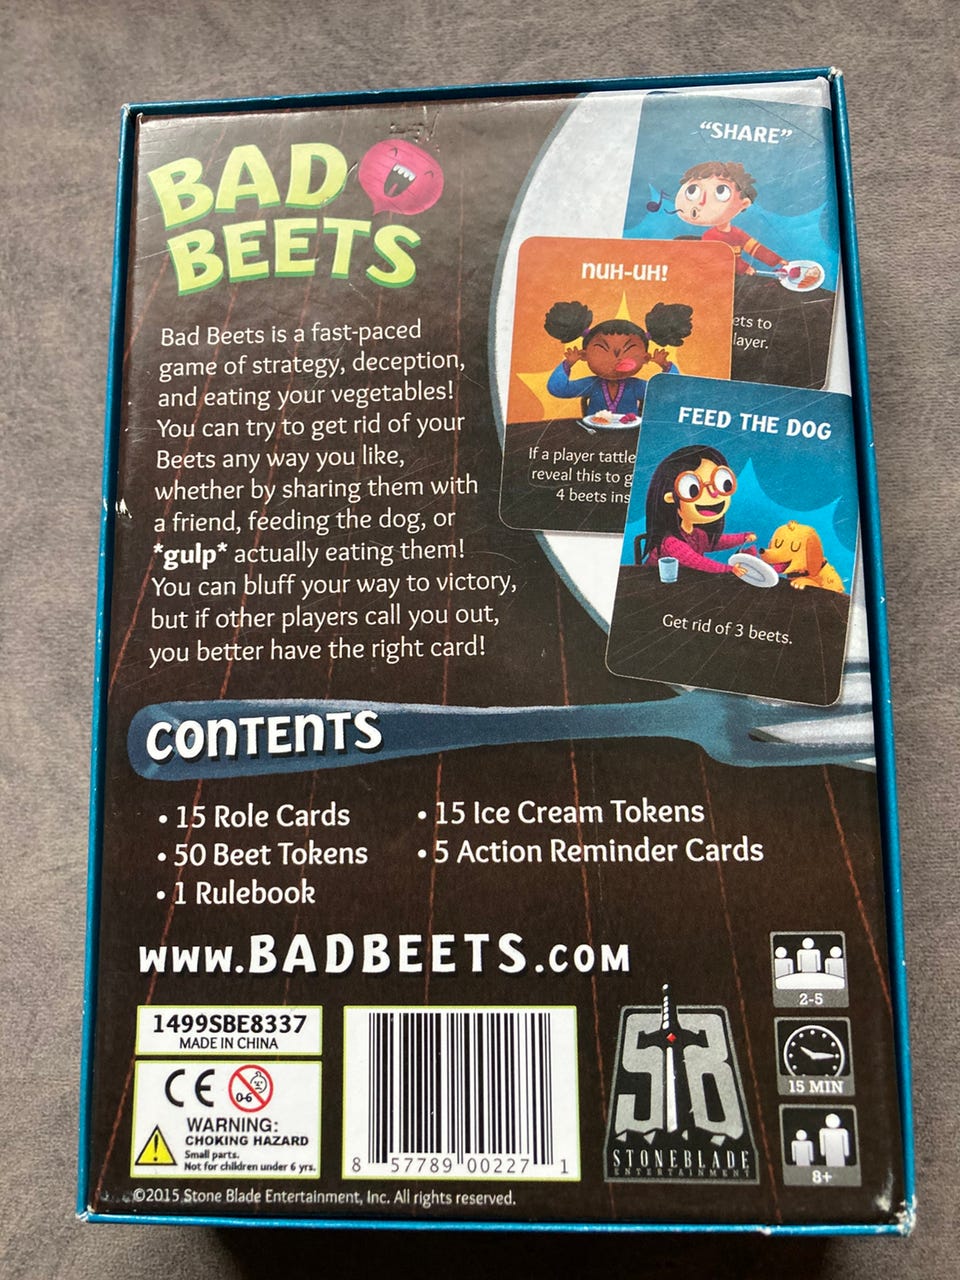 BAD
BEETS
Bad Beets is a fast-paced
game of strategy, deception,
and eating your vegetables!
You can try to get rid of your
Beets any way you like,
whether by sharing them with
a friend, feeding the dog, or
*gulp* actually eating them!
You can bluff your way to victory,
but if other players call you out,
you better have the right card!
"SHARE"
ets to
layer.
NUH-UH!
If a player tattle
reveal this to g
4 beets ins
FEED THE DOG
Get rid of 3 beets.
CONTENTS
• 15 Role Cards
• 50 Beet Tokens
• 1 Rulebook
• 15 Ice Cream Tokens
• 5 Action Reminder Cards
WWW.BADBEETS.COM
1499SBE8337
MADE IN CHINA
CE
0-6
WARNING:
CHOKING HAZARD
Small parts.
Not for children under 6 yrs.
8 57789 00227 1
SB
STONEBLADE
ENTERTAINMENT
2-5
15 MIN
8+
©2015 Stone Blade Entertainment, Inc. All rights reserved.